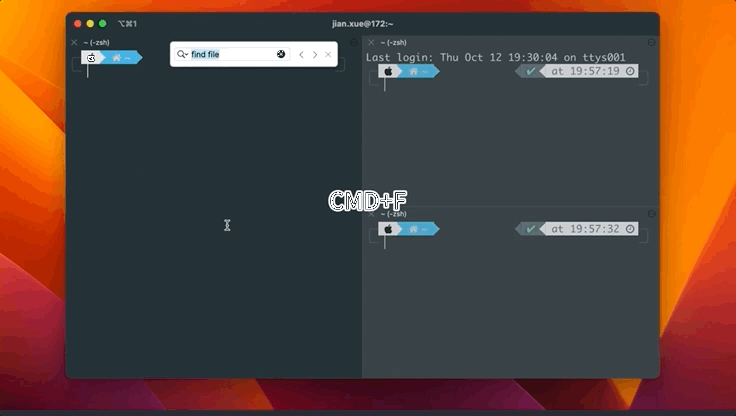 ⌥⌘1
jian.xue@172:~
~ (-zsh)
find file
~
~ (-zsh)
Last login: Thu Oct 12 19:30:04 on ttys001
~
✔ at 19:57:19
CMD+F
~ (-zsh)
~
✔ at 19:57:32